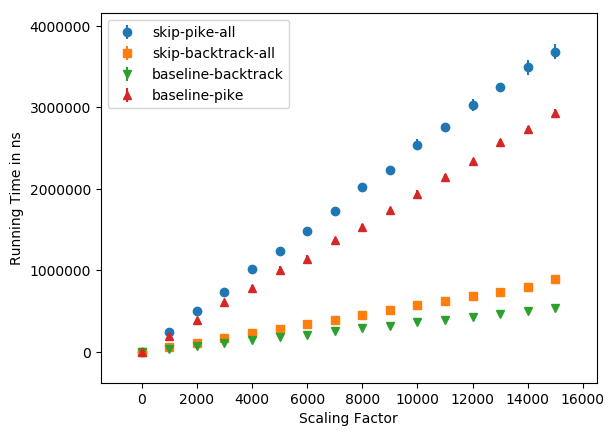 skip-pike-all
skip-backtrack-all
baseline-backtrack
baseline-pike
4000000
3000000
2000000
1000000
0
Running Time in ns
0 2000 4000 6000 8000 10000 12000 14000 16000
Scaling Factor